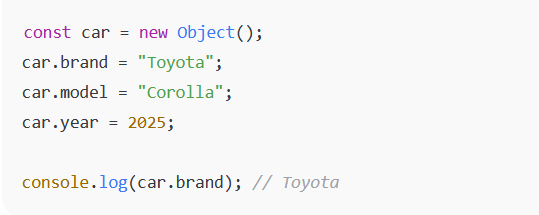 const car = new Object();
car.brand = "Toyota";
car.model = "Corolla";
car.year = 2025;
console.log(car.brand); // Toyota